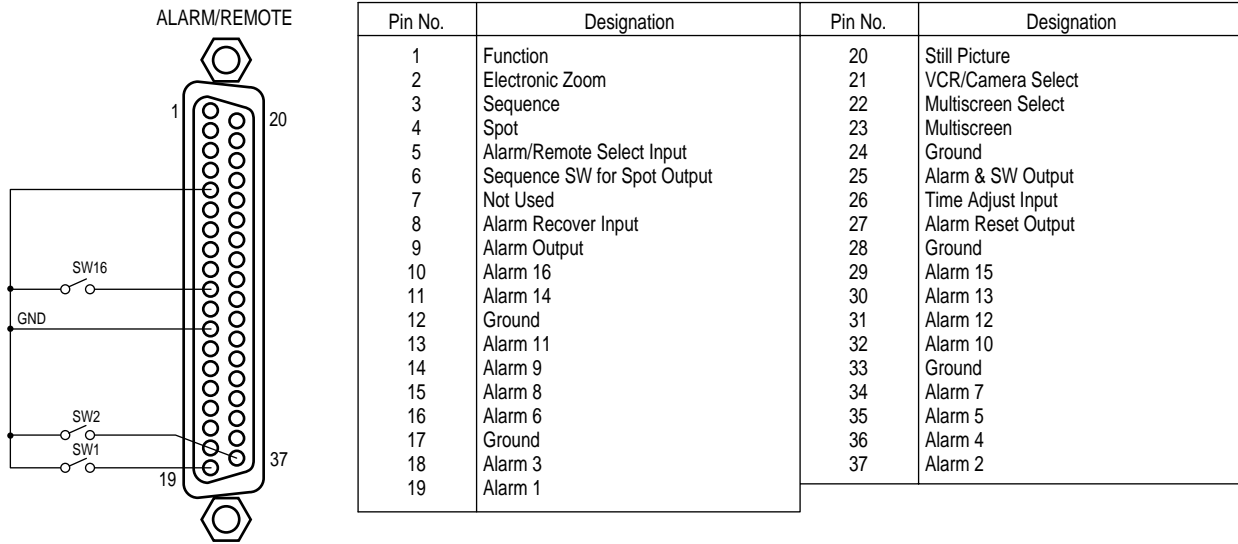 ALARM/REMOTE
1
20
SW16
GND
SW2
SW1
19
37
Pin No. Designation Pin No. Designation
1 Function 20 Still Picture
2 Electronic Zoom 21 VCR/Camera Select
3 Sequence 22 Multiscreen Select
4 Spot 23 Multiscreen
5 Alarm/Remote Select Input 24 Ground
6 Sequence SW for Spot Output 25 Alarm & SW Output
7 Not Used 26 Time Adjust Input
8 Alarm Recover Input 27 Alarm Reset Output
9 Alarm Output 28 Ground
10 Alarm 16 29 Alarm 15
11 Alarm 14 30 Alarm 13
12 Ground 31 Alarm 12
13 Alarm 11 32 Alarm 10
14 Alarm 9 33 Ground
15 Alarm 8 34 Alarm 7
16 Alarm 6 35 Alarm 5
17 Ground 36 Alarm 4
18 Alarm 3 37 Alarm 2
19 Alarm 1